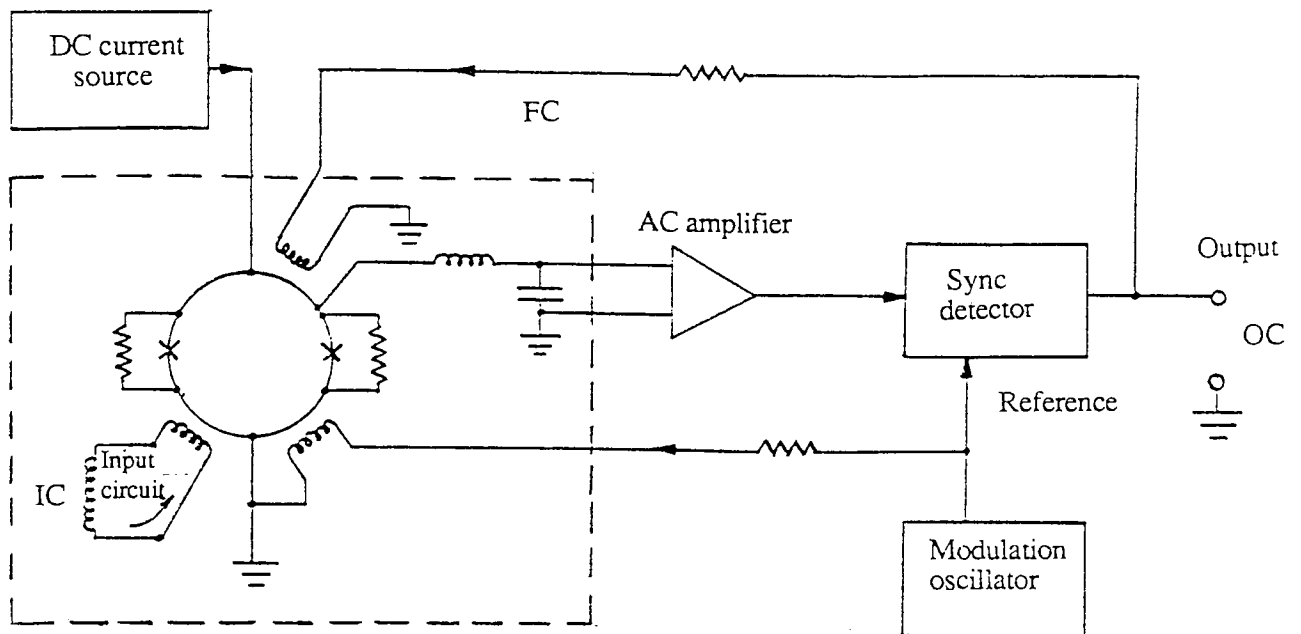 DC current
source
FC
AC amplifier
Output
Sync
detector
OC
Reference
Input
circuit
IC
Modulation
oscillator